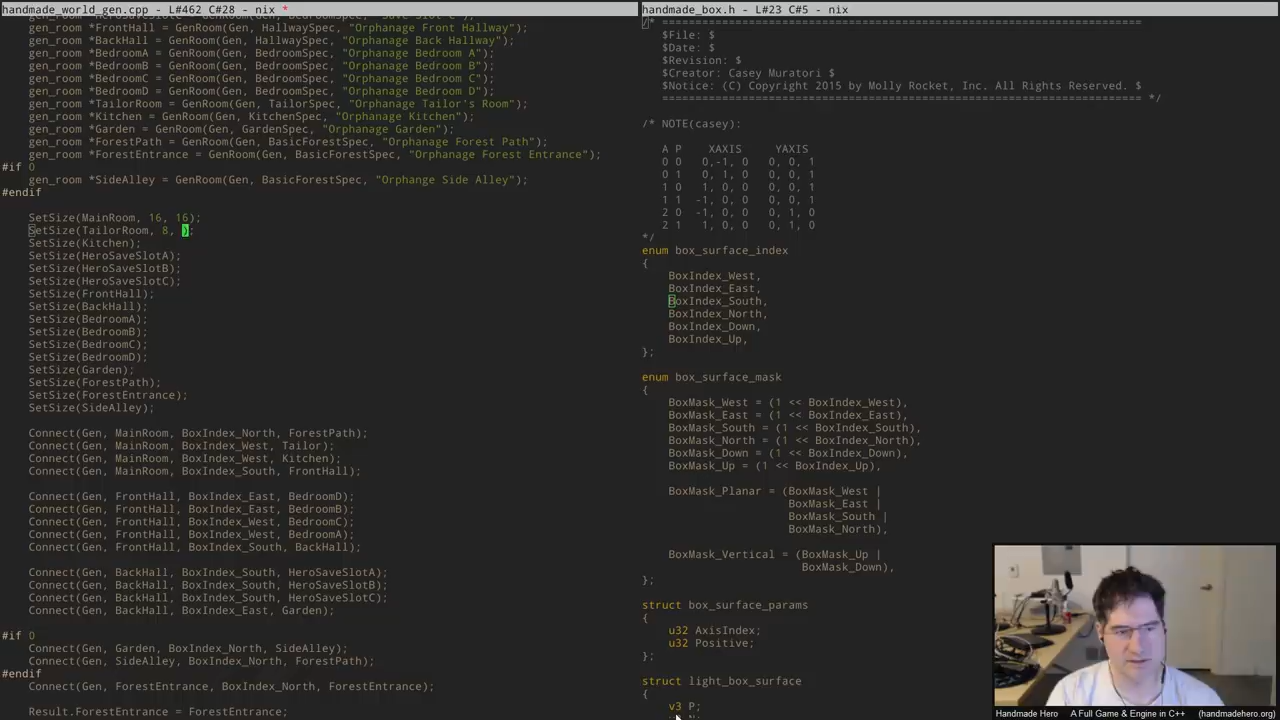 handmade_world_gen.cpp - L#462 C#28 - nix *
gen_room *FrontHall = GenRoom(Gen, HallwaySpec, "Orphanage Front Hallway");
gen_room *BackHall = GenRoom(Gen, HallwaySpec, "Orphanage Back Hallway");
gen_room *BedroomA = GenRoom(Gen, BedroomSpec, "Orphanage Bedroom A");
gen_room *BedroomB = GenRoom(Gen, BedroomSpec, "Orphanage Bedroom B");
gen_room *BedroomC = GenRoom(Gen, BedroomSpec, "Orphanage Bedroom C");
gen_room *BedroomD = GenRoom(Gen, BedroomSpec, "Orphanage Bedroom D");
gen_room *TailorRoom = GenRoom(Gen, TailorSpec, "Orphanage Tailor's Room");
gen_room *Kitchen = GenRoom(Gen, KitchenSpec, "Orphanage Kitchen");
gen_room *Garden = GenRoom(Gen, GardenSpec, "Orphanage Garden");
gen_room *ForestPath = GenRoom(Gen, BasicForestSpec, "Orphanage Forest Path");
gen_room *ForestEntrance = GenRoom(Gen, BasicForestSpec, "Orphanage Forest Entrance");
#if 0
gen_room *SideAlley = GenRoom(Gen, BasicForestSpec, "Orphange Side Alley");
#endif
SetSize(MainRoom, 16, 16);
SetSize(TailorRoom, 8, );
SetSize(Kitchen);
SetSize(HeroSaveSlotA);
SetSize(HeroSaveSlotB);
SetSize(HeroSaveSlotC);
SetSize(FrontHall);
SetSize(BackHall);
SetSize(BedroomA);
SetSize(BedroomB);
SetSize(BedroomC);
SetSize(BedroomD);
SetSize(Garden);
SetSize(ForestPath);
SetSize(ForestEntrance);
SetSize(SideAlley);
Connect(Gen, MainRoom, BoxIndex_North, ForestPath);
Connect(Gen, MainRoom, BoxIndex_West, Tailor);
Connect(Gen, MainRoom, BoxIndex_West, Kitchen);
Connect(Gen, MainRoom, BoxIndex_South, FrontHall);
Connect(Gen, FrontHall, BoxIndex_East, BedroomD);
Connect(Gen, FrontHall, BoxIndex_East, BedroomB);
Connect(Gen, FrontHall, BoxIndex_West, BedroomC);
Connect(Gen, FrontHall, BoxIndex_West, BedroomA);
Connect(Gen, FrontHall, BoxIndex_South, BackHall);
Connect(Gen, BackHall, BoxIndex_South, HeroSaveSlotA);
Connect(Gen, BackHall, BoxIndex_South, HeroSaveSlotB);
Connect(Gen, BackHall, BoxIndex_South, HeroSaveSlotC);
Connect(Gen, BackHall, BoxIndex_East, Garden);
#if 0
Connect(Gen, Garden, BoxIndex_North, SideAlley);
Connect(Gen, SideAlley, BoxIndex_North, ForestPath);
#endif
Connect(Gen, ForestEntrance, BoxIndex_North, ForestEntrance);
Result.ForestEntrance = ForestEntrance;
handmade_box.h - L#23 C#5 - nix
/* ========================================================================
$File: $
$Date: $
$Revision: $
$Creator: Casey Muratori $
$Notice: (C) Copyright 2015 by Molly Rocket, Inc. All Rights Reserved. $
======================================================================== */
/* NOTE(casey):
A P XAXIS YAXIS
0 0 0,-1, 0 0, 0, 1
0 1 0, 1, 0 0, 0, 1
1 0 1, 0, 0 0, 0, 1
1 1 -1, 0, 0 0, 0, 1
2 0 -1, 0, 0 0, 1, 0
2 1 1, 0, 0 0, 1, 0
*/
enum box_surface_index
{
BoxIndex_West,
BoxIndex_East,
BoxIndex_South,
BoxIndex_North,
BoxIndex_Down,
BoxIndex_Up,
};
enum box_surface_mask
{
BoxMask_West = (1 << BoxIndex_West),
BoxMask_East = (1 << BoxIndex_East),
BoxMask_South = (1 << BoxIndex_South),
BoxMask_North = (1 << BoxIndex_North),
BoxMask_Down = (1 << BoxIndex_Down),
BoxMask_Up = (1 << BoxIndex_Up),
BoxMask_Planar = (BoxMask_West |
BoxMask_East |
BoxMask_South |
BoxMask_North),
BoxMask_Vertical = (BoxMask_Up |
BoxMask_Down),
};
struct box_surface_params
{
u32 AxisIndex;
u32 Positive;
};
struct light_box_surface
{
v3 P;
Handmade Hero A Full Game & Engine in C++ (handmadehero.org)